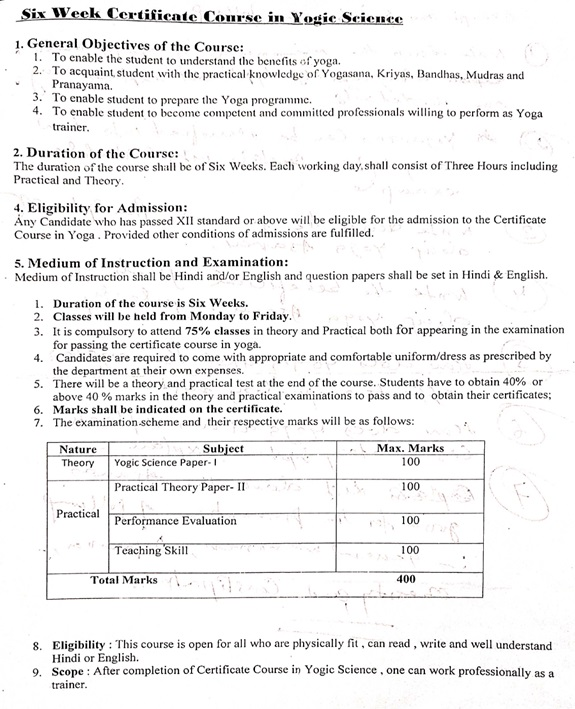 Six Week Certificate Course in Yogic Science
1. General Objectives of the Course:
1. To enable the student to understand the benefits of yoga.
2. To acquaint student with the practical knowledge of Yogasana, Kriyas, Bandhas, Mudras and
Pranayama.
3. To enable student to prepare the Yoga programme.
4. To enable student to become competent and committed professionals willing to perform as Yoga
trainer.
2. Duration of the Course:
The duration of the course shall be of Six Weeks. Each working day, shall consist of Three Hours including
Practical and Theory.
4. Eligibility for Admission:
Any Candidate who has passed XII standard or above will be eligible for the admission to the Certificate
Course in Yoga . Provided other conditions of admissions are fulfilled.
5. Medium of Instruction and Examination:
Medium of Instruction shall be Hindi and/or English and question papers shall be set in Hindi & English.
1. Duration of the course is Six Weeks.
2. Classes will be held from Monday to Friday.
3. It is compulsory to attend 75% classes in theory and Practical both for appearing in the examination
for passing the certificate course in yoga.
4. Candidates are required to come with appropriate and comfortable uniform/dress as prescribed by
the department at their own expenses.
5. There will be a theory and practical test at the end of the course. Students have to obtain 40% or
above 40 % marks in the theory and practical examinations to pass and to obtain their certificates;
6. Marks shall be indicated on the certificate.
7. The examination scheme and their respective marks will be as follows:
Nature Subject Max. Marks
Theory Yogic Science Paper- I 100
Practical Theory Paper- II 100
Practical
Performance Evaluation 100
Teaching Skill 100
Total Marks 400
8. Eligibility : This course is open for all who are physically fit , can read , write and well understand
Hindi or English.
9. Scope : After completion of Certificate Course in Yogic Science , one can work professionally as a
trainer.